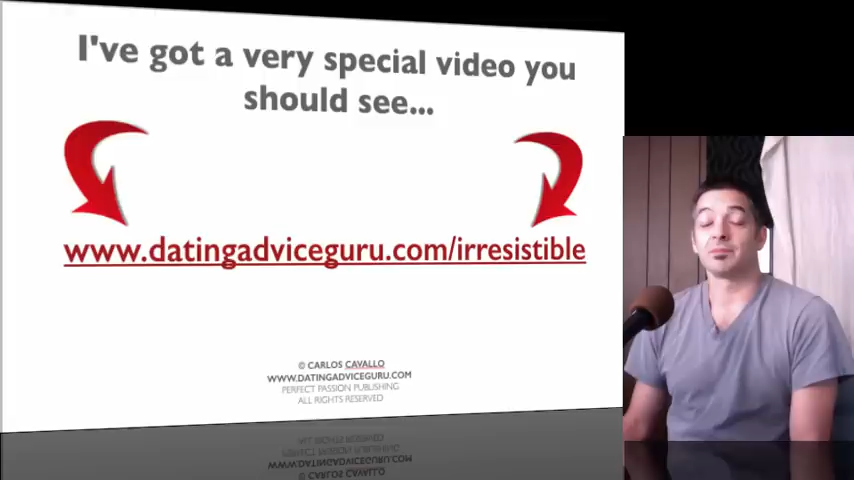 I've got a very special video you
should see...
www.datingadviceguru.com/irresistible
© CARLOS CAVALLO
WWW.DATINGADVICEGURU.COM
PERFECT PASSION PUBLISHING
ALL RIGHTS RESERVED